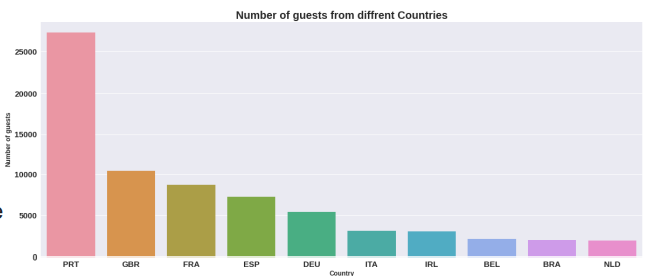 Number of guests from diffrent Countries
Number of guests
25000
20000
15000
10000
5000
0
e
PRT GBR FRA ESP DEU ITA IRL BEL BRA NLD
Country